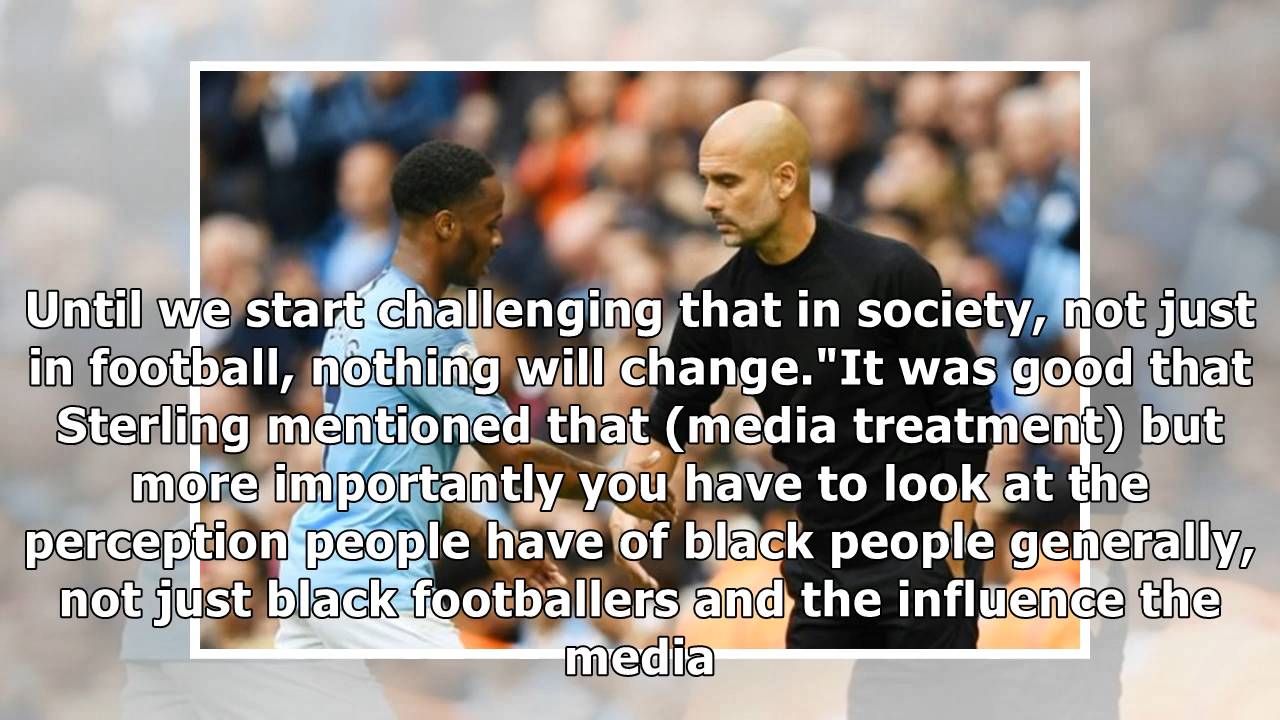 Until we start challenging that in society, not just
in football, nothing will change."It was good that
Sterling mentioned that (media treatment) but
more importantly you have to look at the
perception people have of black people generally,
not just black footballers and the influence the
media